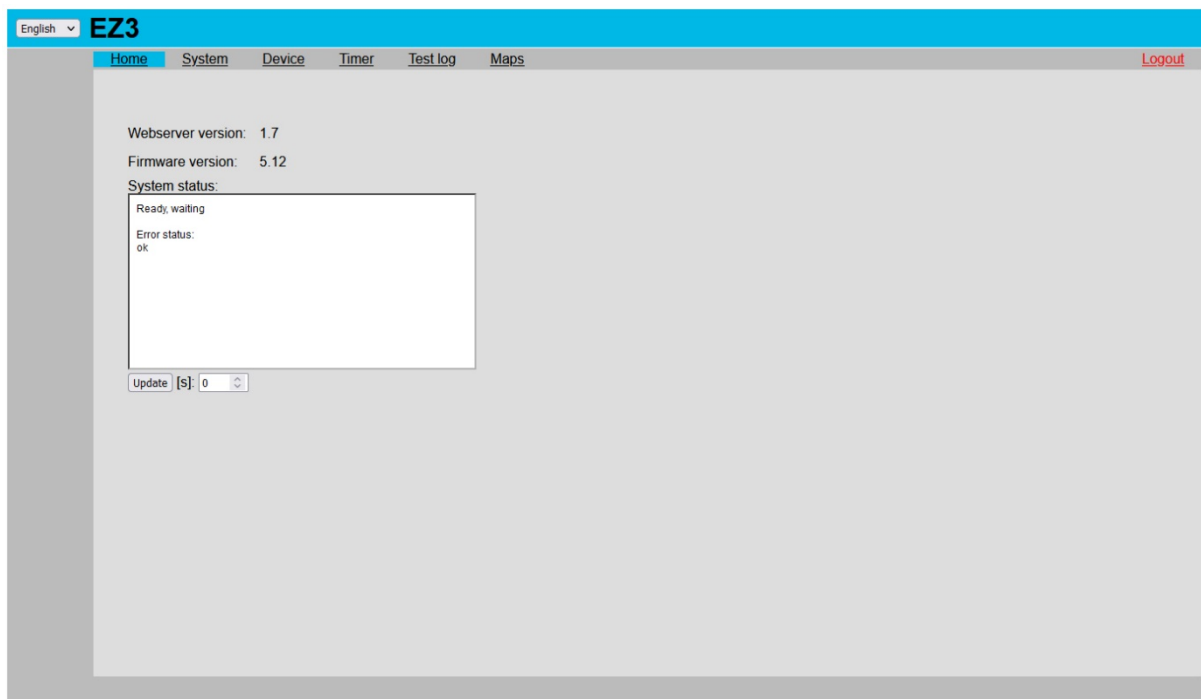 English EZ3
Home System Device Timer Test log Maps Logout
Webserver version: 1.7
Firmware version: 5.12
System status:
Ready, waiting
Error status:
ok
Update [s]: 0